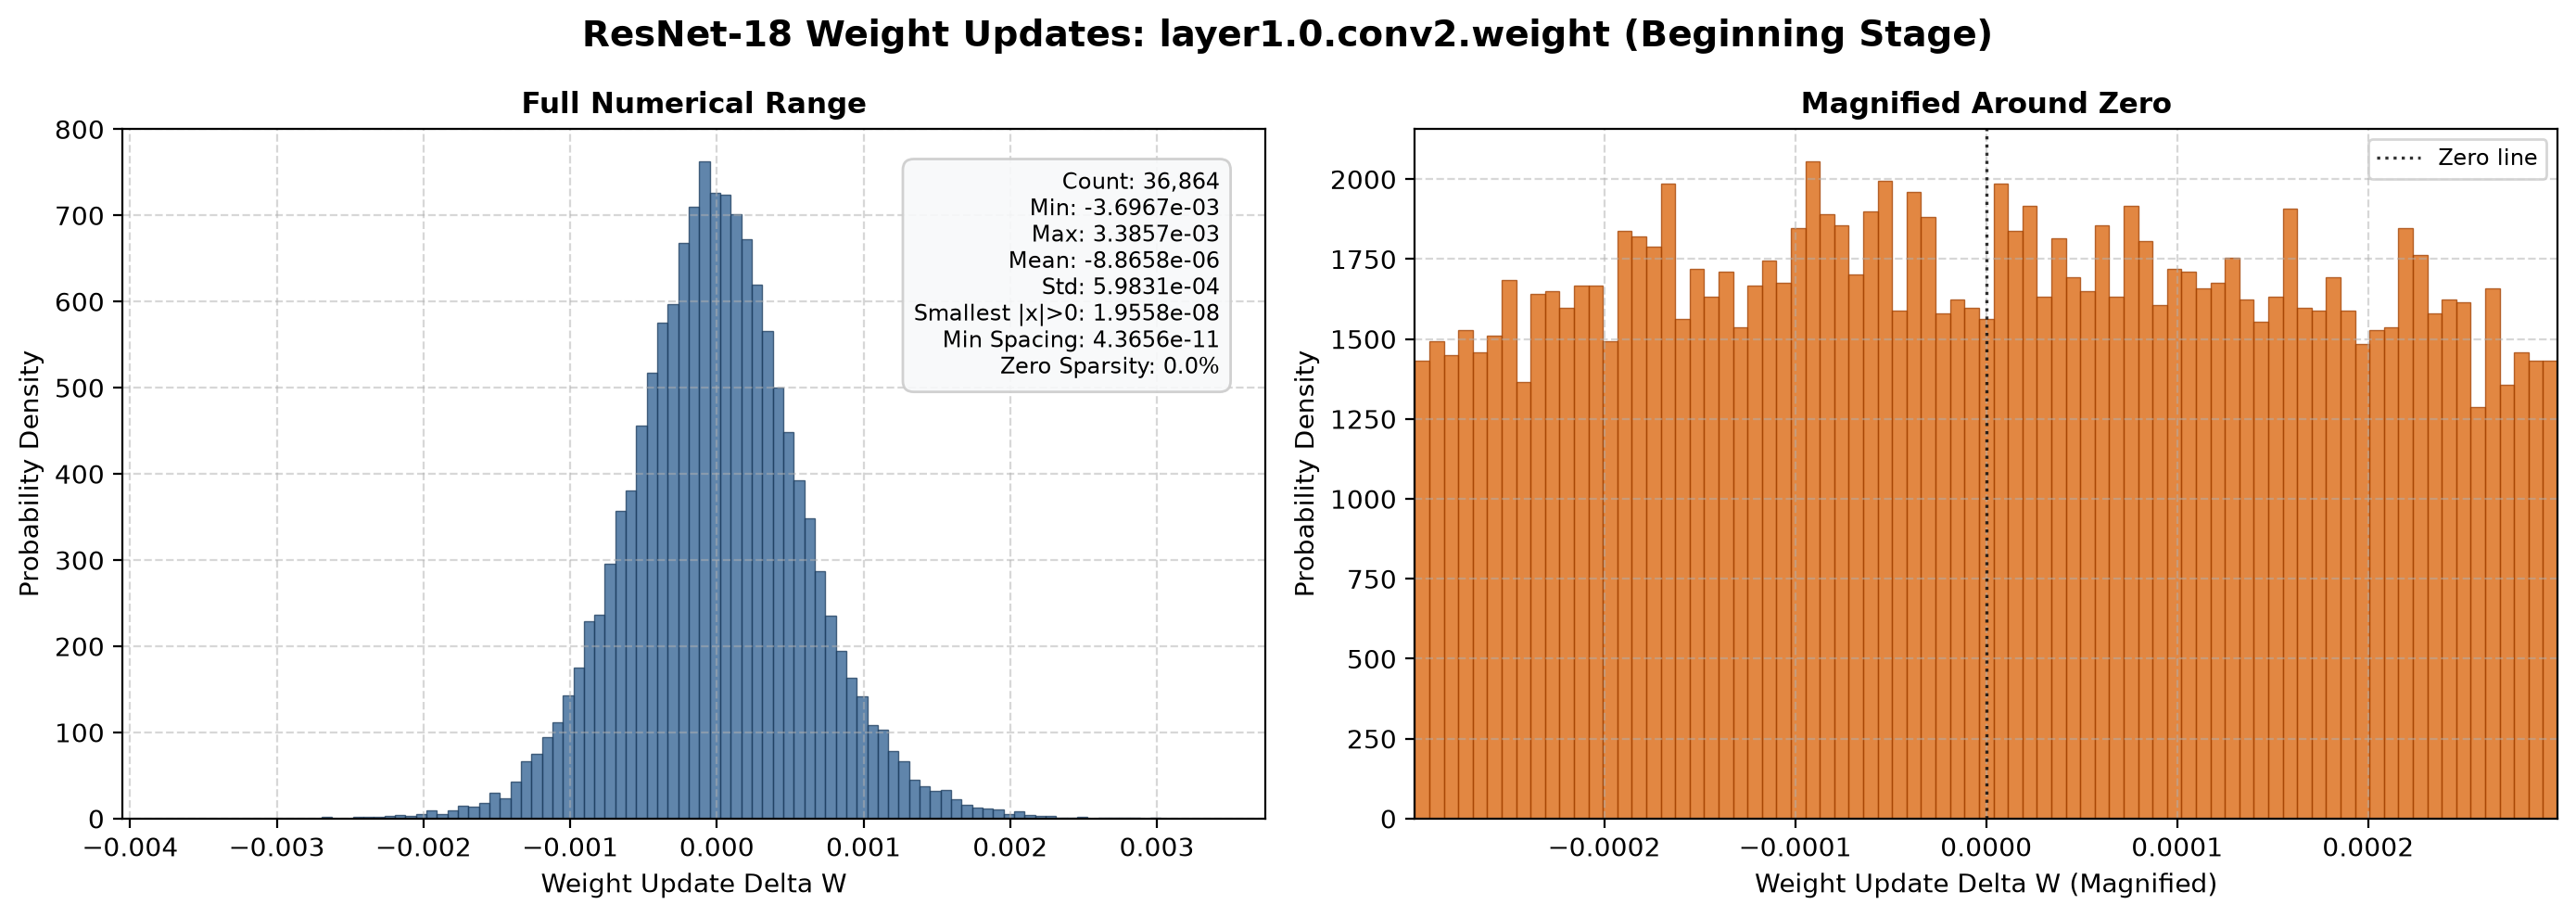 ResNet-18 Weight Updates: layer1.0.conv2.weight (Beginning Stage)
Full Numerical Range
Probability Density
800
700
600
500
400
300
200
100
0
Count: 36,864
Min: -3.6967e-03
Max: 3.3857e-03
Mean: -8.8658e-06
Std: 5.9831e-04
Smallest |x|>0: 1.9558e-08
Min Spacing: 4.3656e-11
Zero Sparsity: 0.0%
−0.004 −0.003 −0.002 −0.001 0.000 0.001 0.002 0.003
Weight Update Delta W
Magnified Around Zero
Probability Density
2000
1750
1500
1250
1000
750
500
250
0
Zero line
−0.0002 −0.0001 0.0000 0.0001 0.0002
Weight Update Delta W (Magnified)